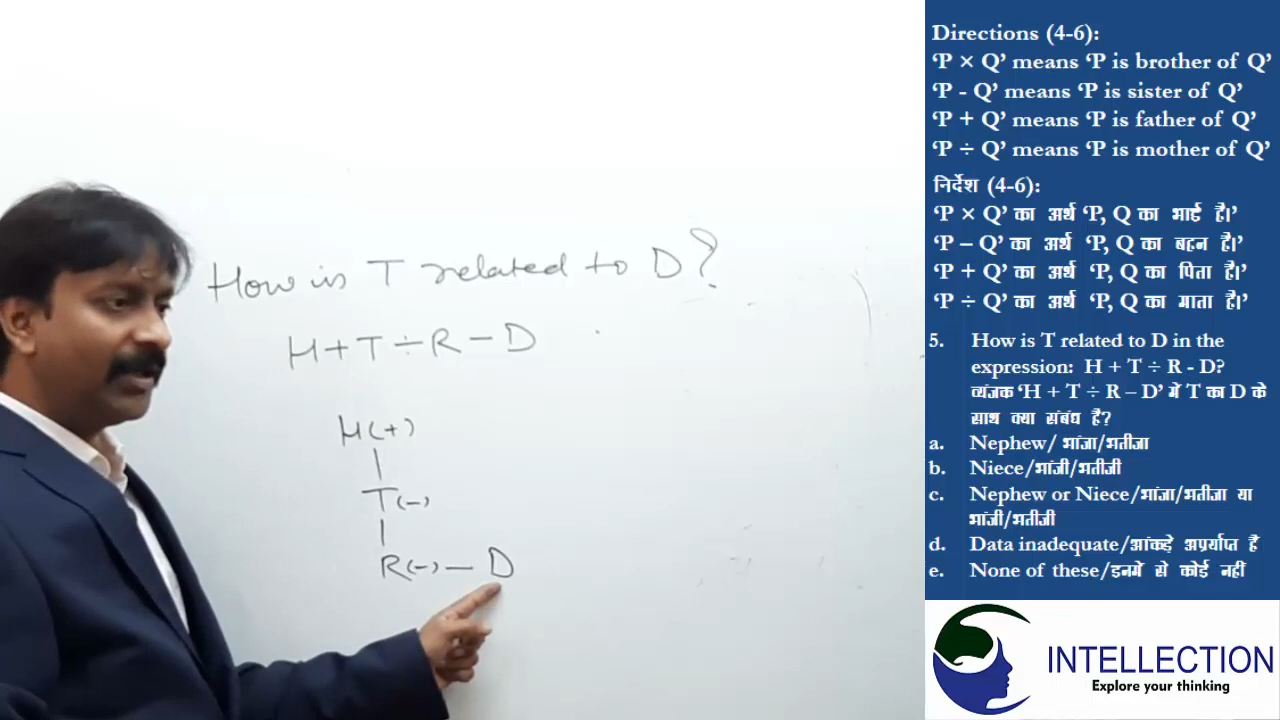 How is T related to D?
H+T÷R-D
H(+)
T(-)
R(-)— D
Directions (4-6):
‘P × Q’ means ‘P is brother of Q’
‘P - Q’ means ‘P is sister of Q’
‘P + Q’ means ‘P is father of Q’
‘P ÷ Q’ means ‘P is mother of Q’
निर्देश (4-6):
‘P × Q’ का अर्थ ‘P, Q का भाई है।’
‘P – Q’ का अर्थ ‘P, Q का बहन है।’
‘P + Q’ का अर्थ ‘P, Q का पिता है।’
‘P ÷ Q’ का अर्थ ‘P, Q का माता है।’
5. How is T related to D in the
expression: H + T ÷ R - D?
व्यंजक ‘H + T ÷ R – D’ में T का D के
साथ क्या संबंध है?
a. Nephew/ भांजा/भतीजा
b. Niece/भांजी/भतीजी
c. Nephew or Niece/भांजा/भतीजा या
भांजी/भतीजी
d. Data inadequate/आंकड़े अपर्याप्त है
e. None of these/इनमें से कोई नहीं
INTELLECTION
Explore your thinking